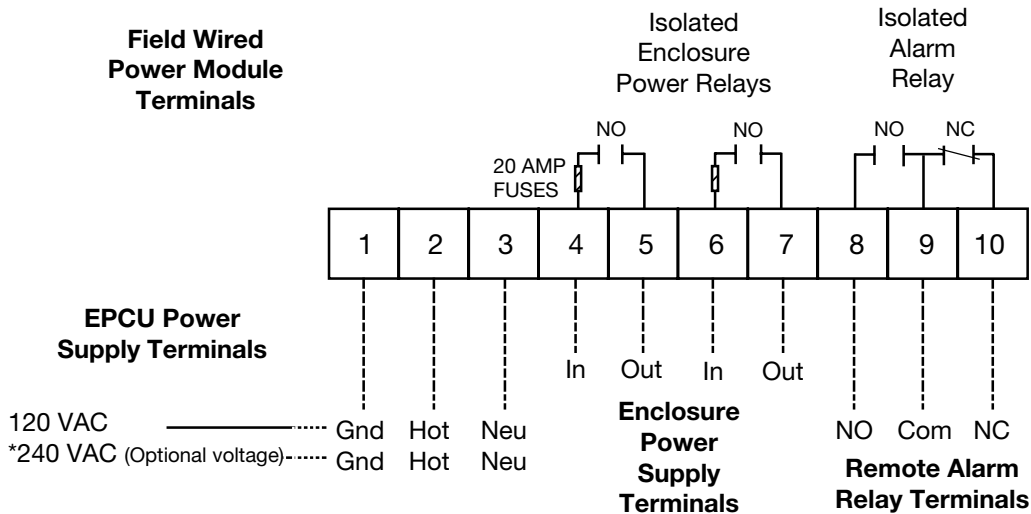 Field Wired
Power Module
Terminals
Isolated
Enclosure
Power Relays
Isolated
Alarm
Relay
NO
NO
NO
NC
20 AMP
FUSES
1 2 3 4 5 6 7 8 9 10
EPCU Power
Supply Terminals
In Out In Out
120 VAC Gnd Hot Neu
*240 VAC (Optional voltage) Gnd Hot Neu
Enclosure
Power
Supply
Terminals
NO Com NC
Remote Alarm
Relay Terminals